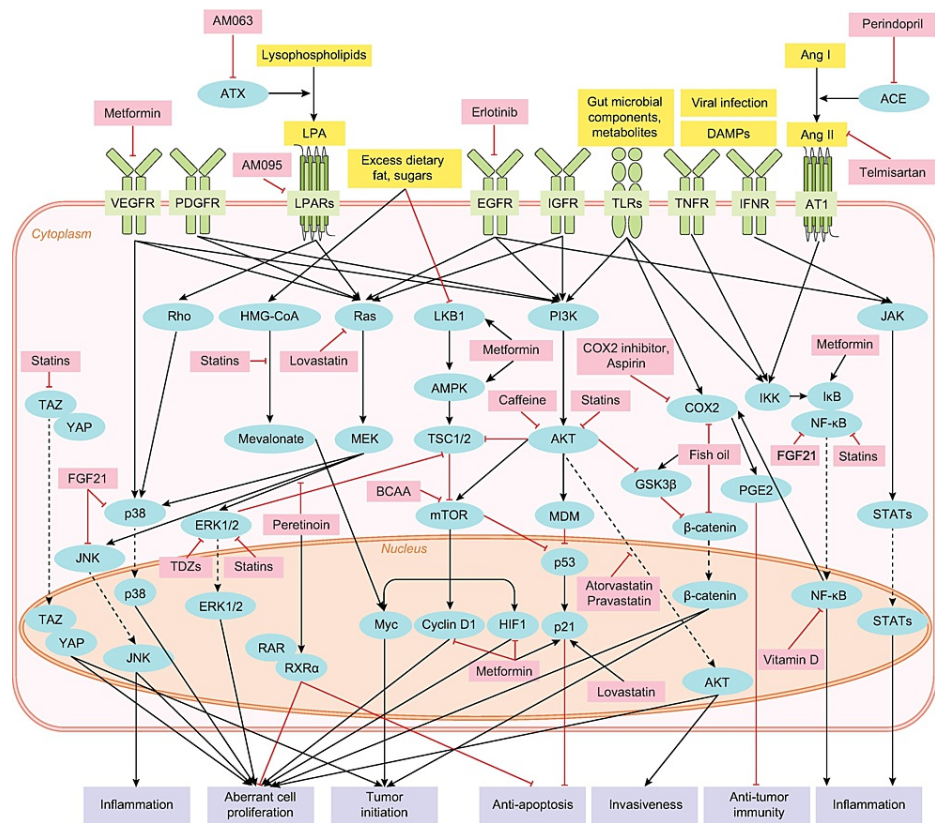 AM063
Perindopril
Lysophospholipids
Ang I
ATX
ACE
Metformin
Erlotinib
Gut microbial
components,
metabolites
Viral infection
DAMPs
LPA
Ang II
AM095
Excess dietary
fat, sugars
Telmisartan
VEGFR
PDGFR
LPARs
EGFR
IGFR
TLRs
TNFR
IFNR
AT1
Cytoplasm
Rho
HMG-CoA
Ras
LKB1
PI3K
JAK
Statins
Statins
Lovastatin
Metformin
COX2 inhibitor,
Aspirin
Metformin
TAZ
YAP
AMPK
Caffeine
Statins
COX2
IKK
IκB
NF-κB
Mevalonate
MEK
TSC1/2
AKT
Fish oil
FGF21
Statins
FGF21
BCAA
GSK3β
PGE2
p38
ERK1/2
Peretinoin
mTOR
MDM
β-catenin
STATs
JNK
TDZs
Statins
Nucleus
p53
Atorvastatin
Pravastatin
p38
ERK1/2
β-catenin
NF-κB
TAZ
YAP
Myc
Cyclin D1
HIF1
p21
STATs
JNK
RAR
RXRα
Metformin
Lovastatin
AKT
Vitamin D
Inflammation
Aberrant cell
proliferation
Tumor
initiation
Anti-apoptosis
Invasiveness
Anti-tumor
immunity
Inflammation